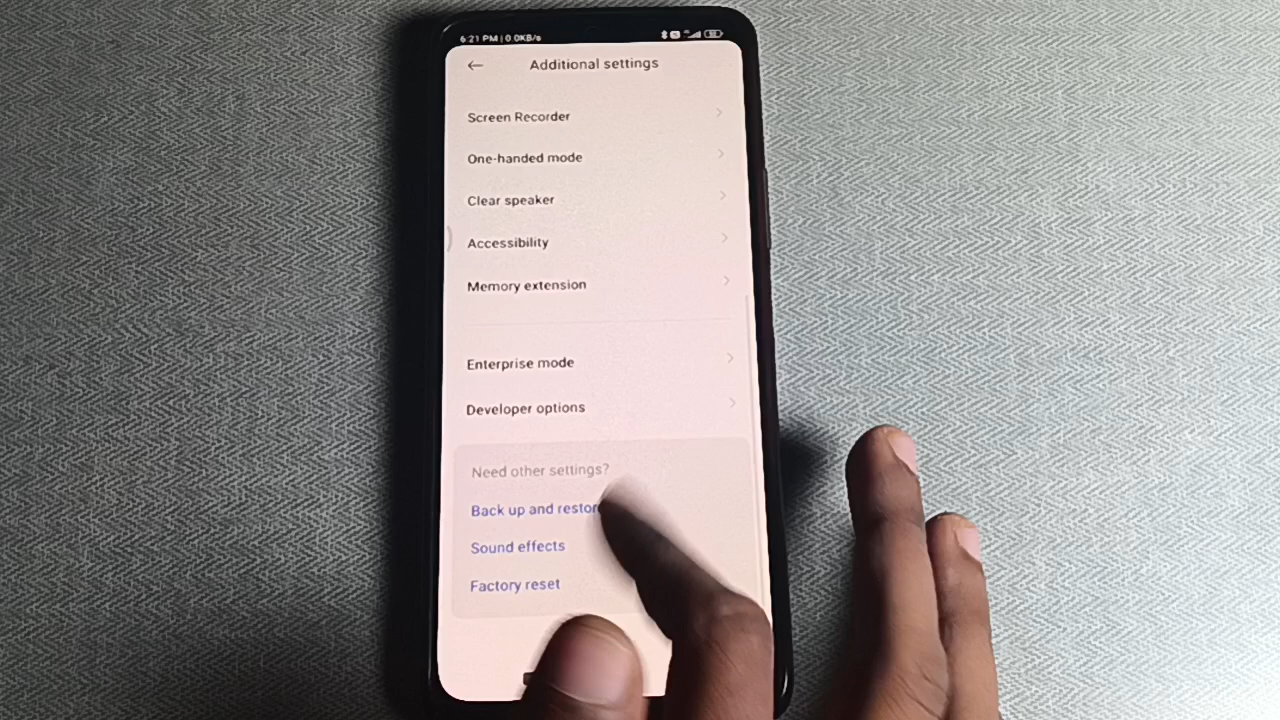 6:21 PM | 0.0KB/s
Additional settings
Screen Recorder
One-handed mode
Clear speaker
Accessibility
Memory extension
Enterprise mode
Developer options
Need other settings?
Back up and restor
Sound effects
Factory reset